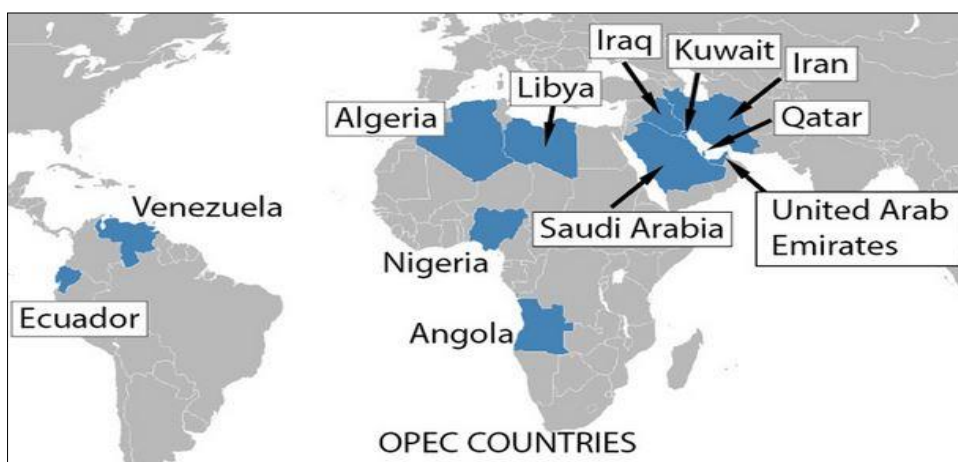 Iraq
Kuwait
Iran
Libya
Algeria
Qatar
Venezuela
Saudi Arabia
United Arab
Emirates
Nigeria
Ecuador
Angola
OPEC COUNTRIES